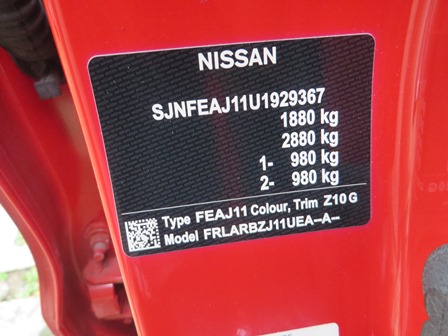 NISSAN
SJNFEAJ11U1929367
1880 kg
2880 kg
1- 980 kg
2- 980 kg
Type FEAJ11 Colour, Trim Z10 G
Model FRLARBZJ11UEA-A-